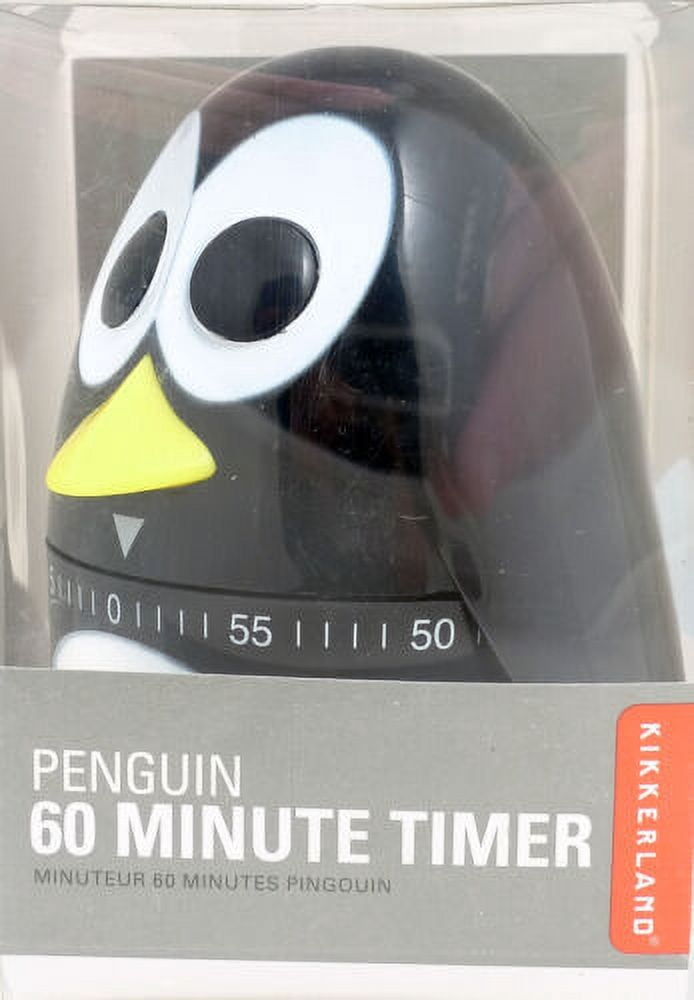 5 0 55 50
PENGUIN
60 MINUTE TIMER
MINUTEUR 60 MINUTES PINGOUIN
KIKKERLAND®